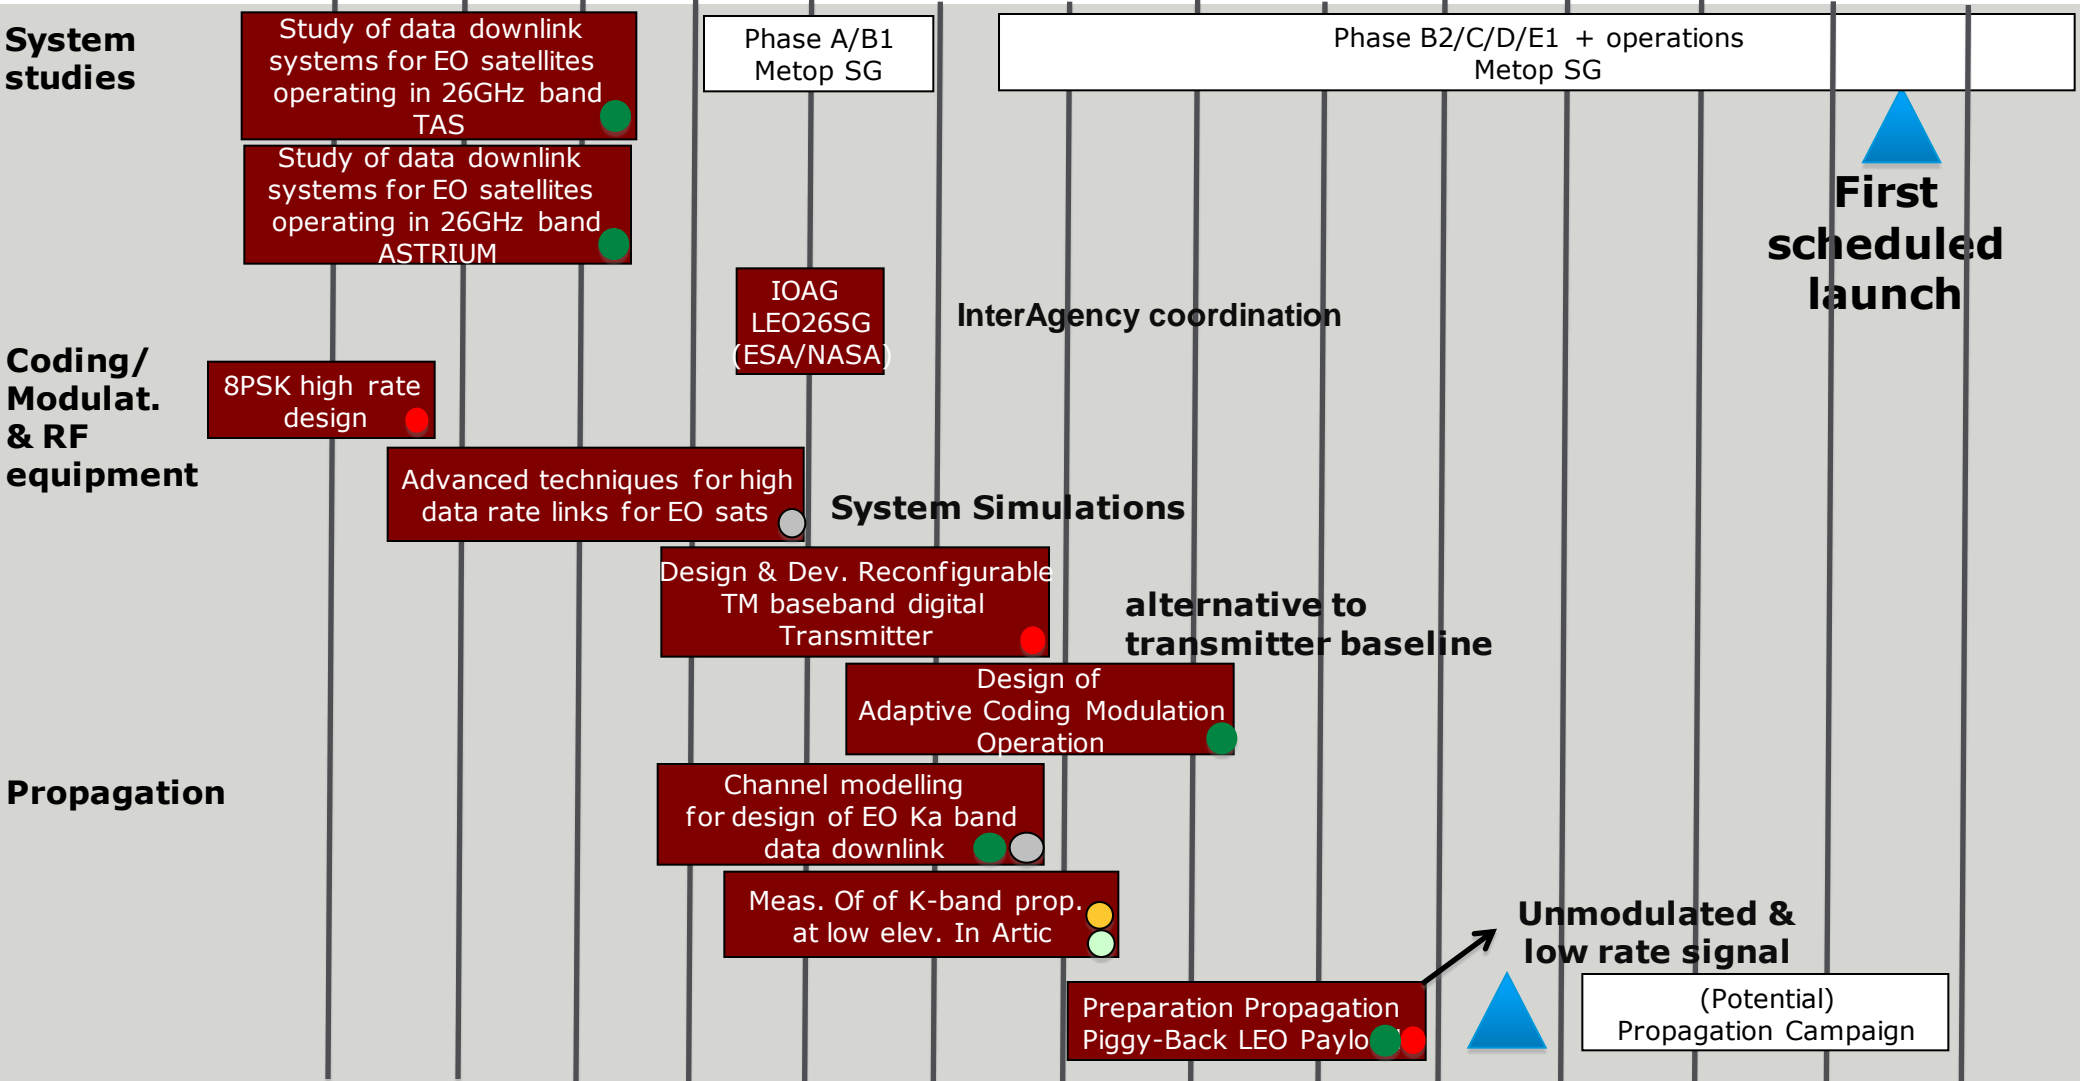 System
studies
Study of data downlink
systems for EO satellites
operating in 26GHz band
TAS
Phase A/B1
Metop SG
Phase B2/C/D/E1 + operations
Metop SG
Study of data downlink
systems for EO satellites
operating in 26GHz band
ASTRIUM
First
scheduled
launch
IOAG
LEO26SG
(ESA/NASA)
InterAgency coordination
Coding/
Modulat.
& RF
equipment
8PSK high rate
design
Advanced techniques for high
data rate links for EO sats
System Simulations
Design & Dev. Reconfigurable
TM baseband digital
Transmitter
alternative to
transmitter baseline
Design of
Adaptive Coding Modulation
Operation
Propagation
Channel modelling
for design of EO Ka band
data downlink
Meas. Of of K-band prop.
at low elev. In Artic
Unmodulated &
low rate signal
Preparation Propagation
Piggy-Back LEO
(Potential)
Propagation Campaign